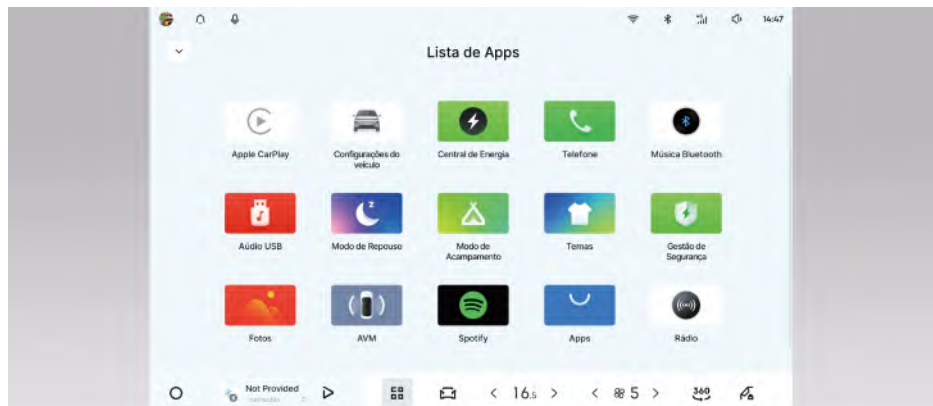 14:47
Lista de Apps
Apple CarPlay
Configurações do
veículo
Central de Energia
Telefone
Música Bluetooth
Aúdio USB
Modo de Repouso
Modo de
Acampamento
Temas
Gestão de
Segurança
Fotos
AVM
Spotify
Apps
Rádio
Not Provided
16.5
5
360